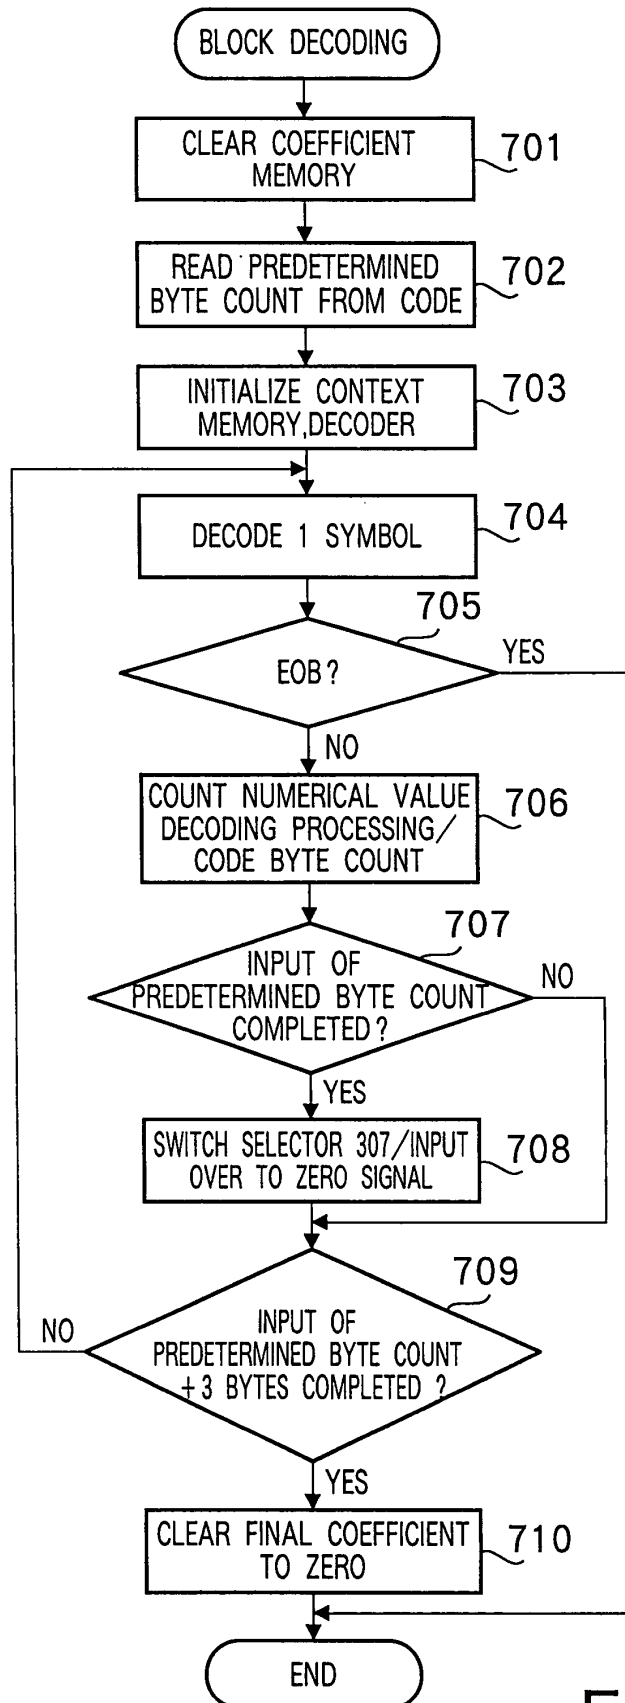 BLOCK DECODING
CLEAR COEFFICIENT
MEMORY
701
READ PREDETERMINED
BYTE COUNT FROM CODE
702
INITIALIZE CONTEXT
MEMORY,DECODER
703
DECODE 1 SYMBOL
704
705
EOB?
YES
NO
COUNT NUMERICAL VALUE
DECODING PROCESSING/
CODE BYTE COUNT
706
707
INPUT OF
PREDETERMINED BYTE COUNT
COMPLETED?
NO
YES
SWITCH SELECTOR 307/INPUT
OVER TO ZERO SIGNAL
708
709
INPUT OF
PREDETERMINED BYTE COUNT
+3 BYTES COMPLETED ?
NO
YES
CLEAR FINAL COEFFICIENT
TO ZERO
710
END